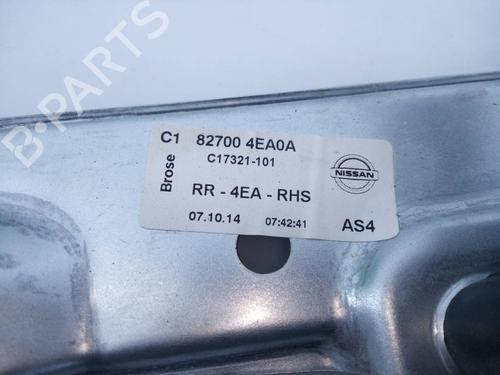 B-PARTS
C1 82700 4EA0A
C17321-101
Brose
NISSAN
RR - 4EA - RHS
07.10.14 07:42:41 AS4